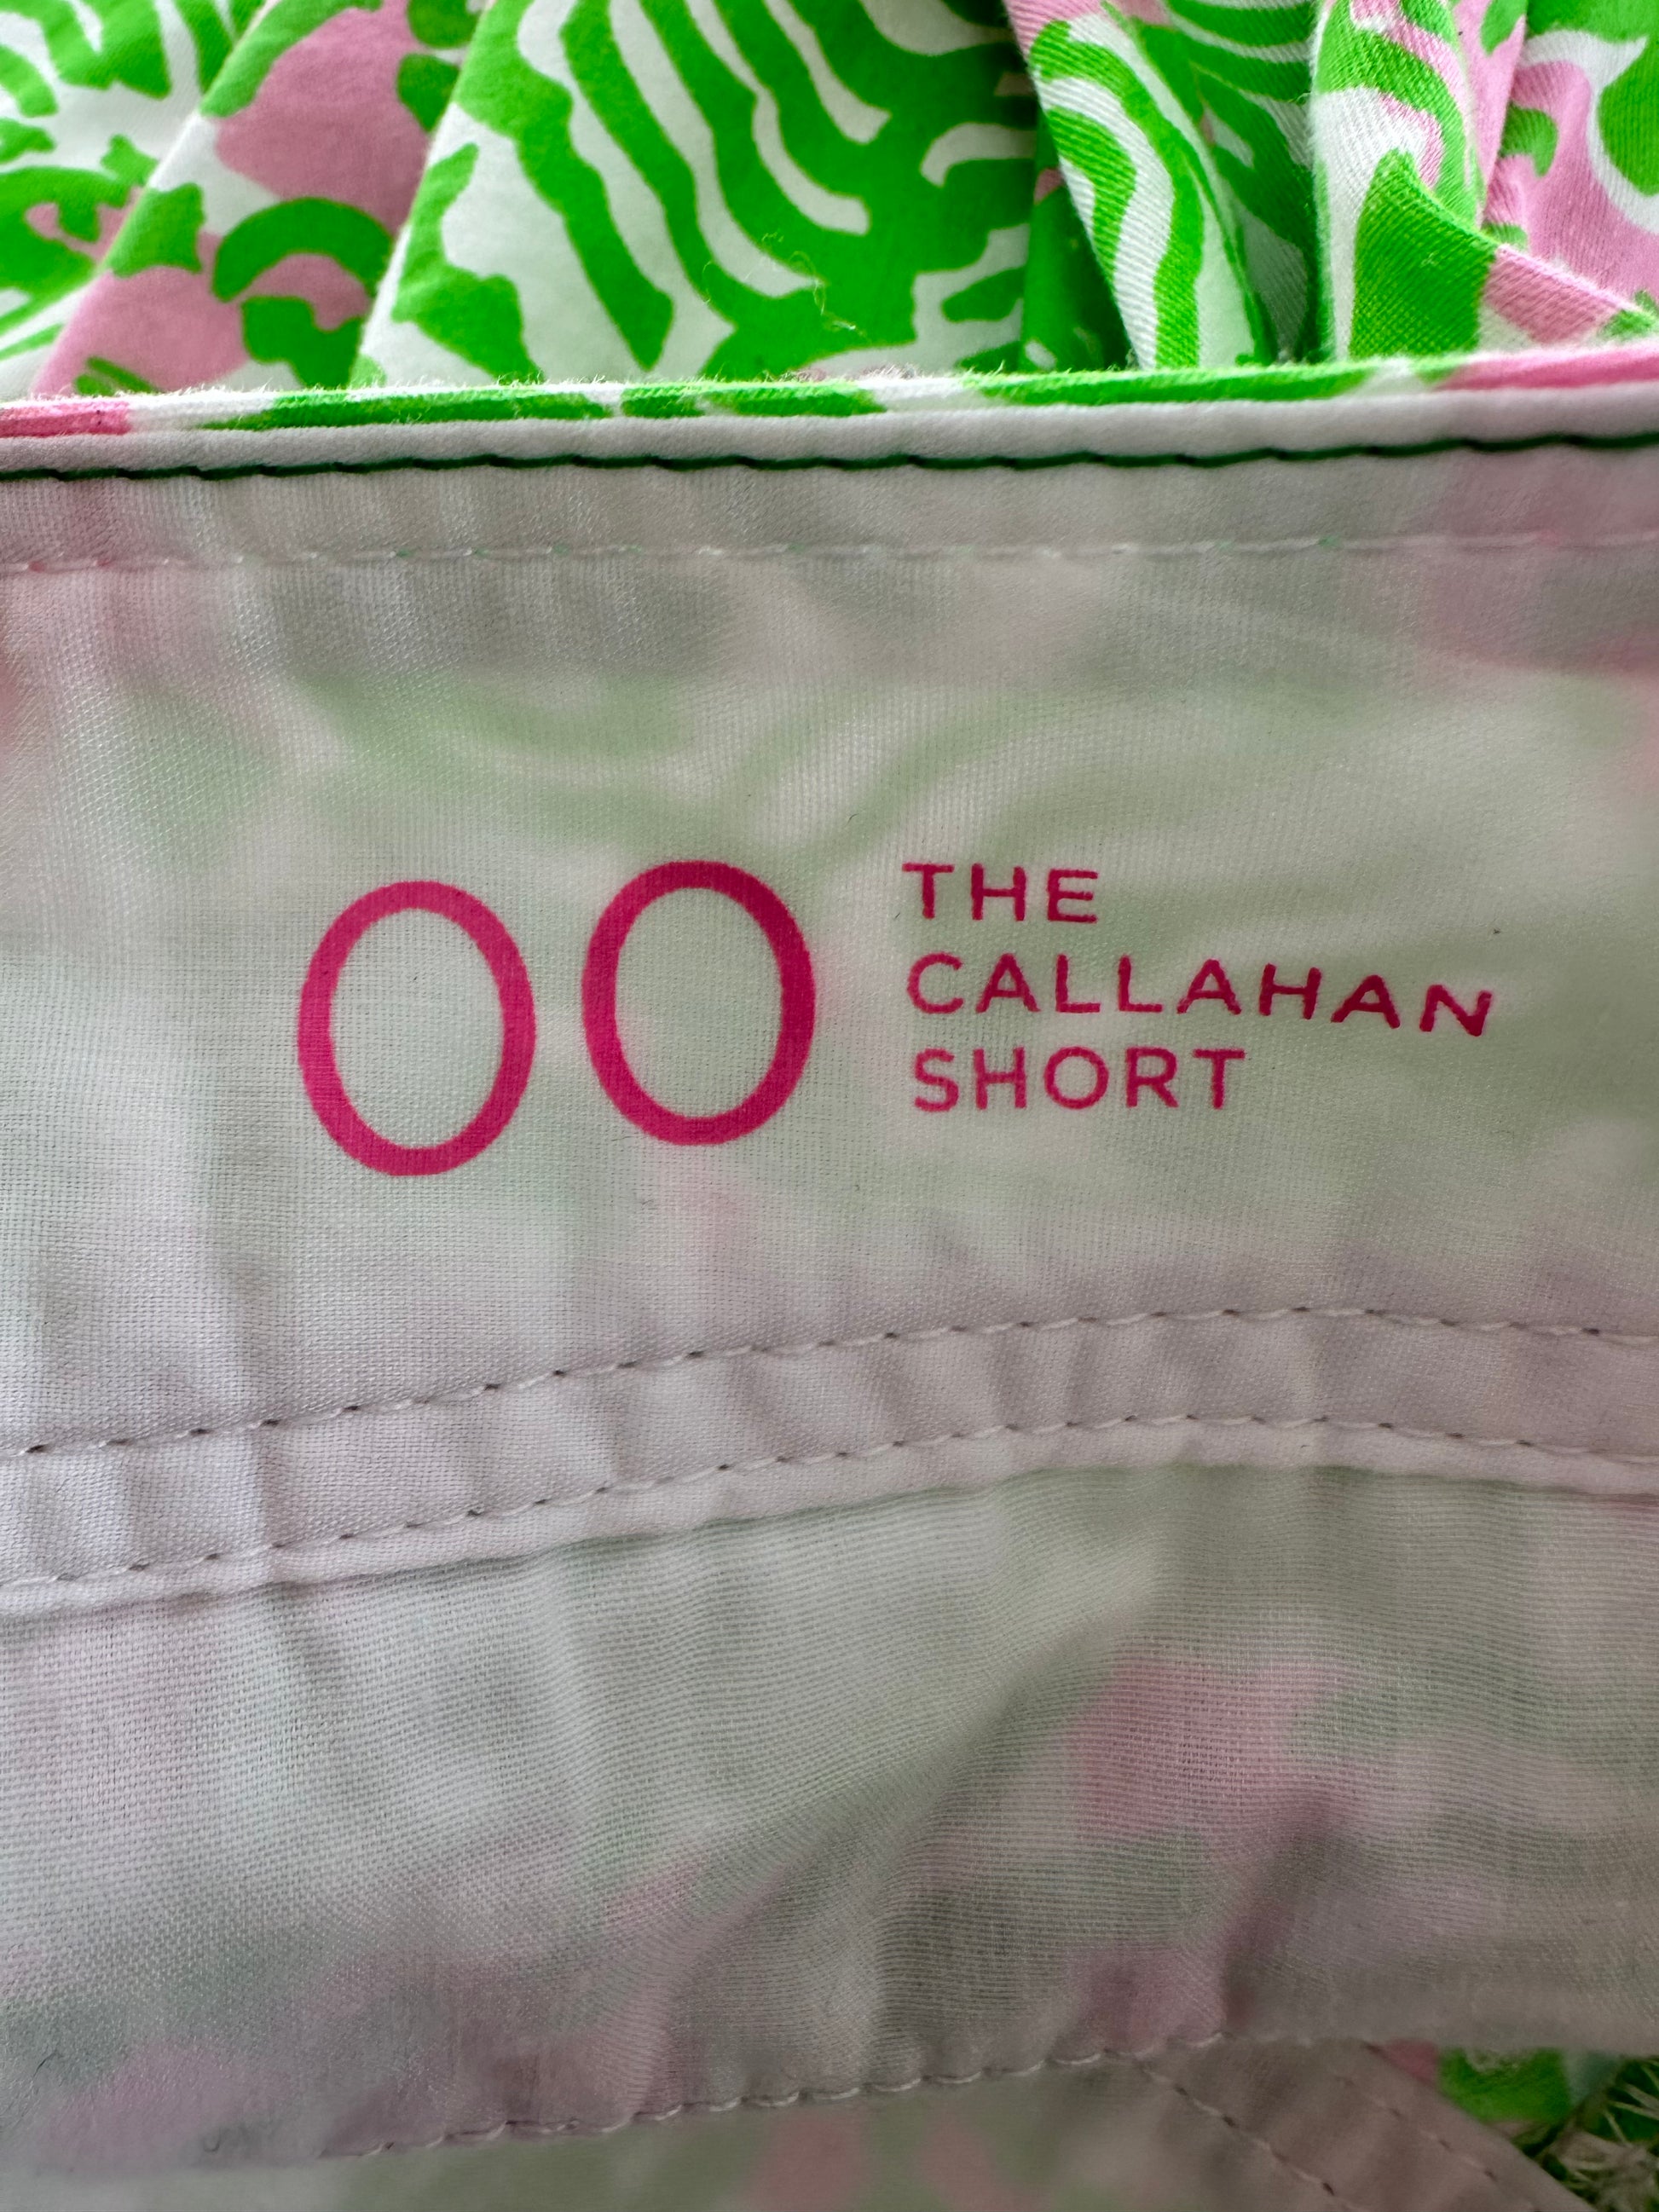 00
THE
CALLAHAN
SHORT